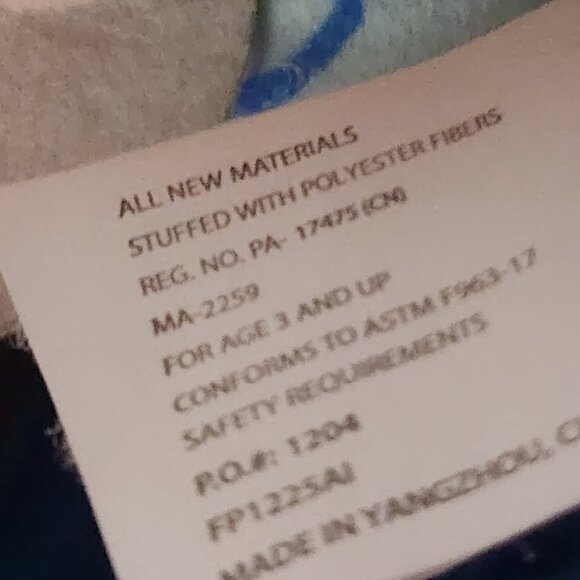 ALL NEW MATERIALS
STUFFED WITH POLYESTER FIBERS
REG. NO. PA- 17475 (CN)
MA-2259
FOR AGE 3 AND UP
CONFORMS TO ASTM F963-17
SAFETY REQUIREMENTS
P.O.#: 1204
FP1225AI
MADE IN YANGZHOU,